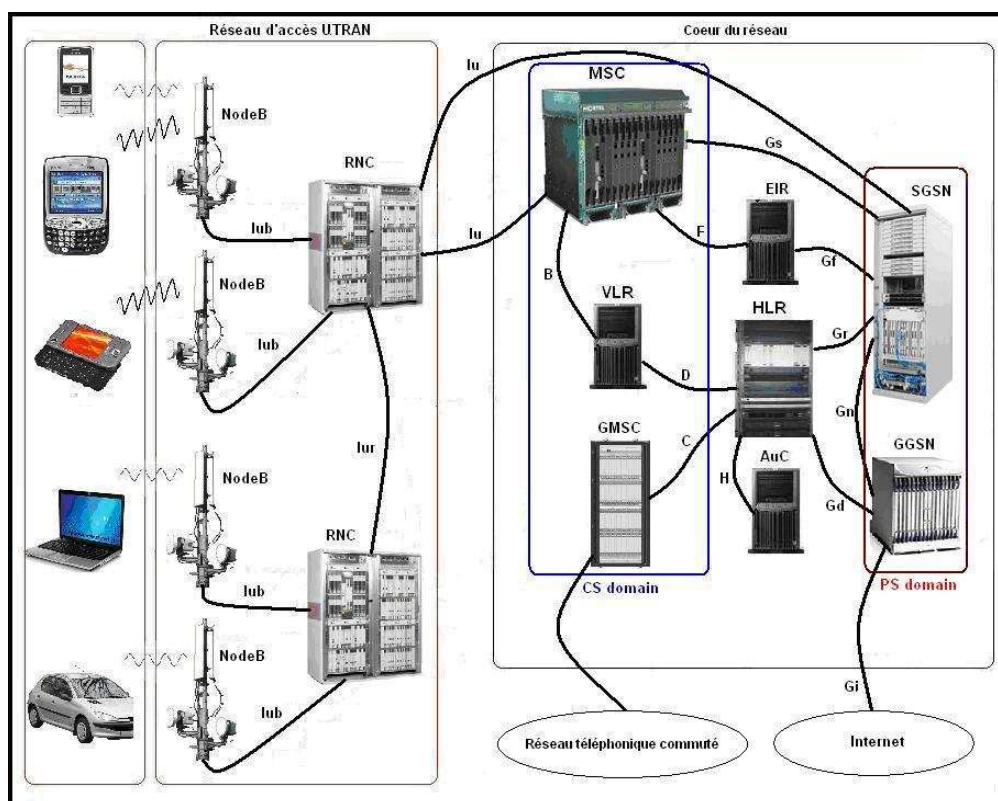 Réseau d'accès UTRAN
Coeur du réseau
NodeB
RNC
Iub
Iu
Iu
NodeB
Iub
Iur
NodeB
RNC
Iub
NodeB
Iub
MSC
NORTEL
Gs
EIR
SGSN
F
Gf
B
VLR
HLR
Gr
D
Gn
GMSC
C
AuC
GGSN
H
Gd
CS domain
PS domain
Gi
Réseau téléphonique commuté
Internet